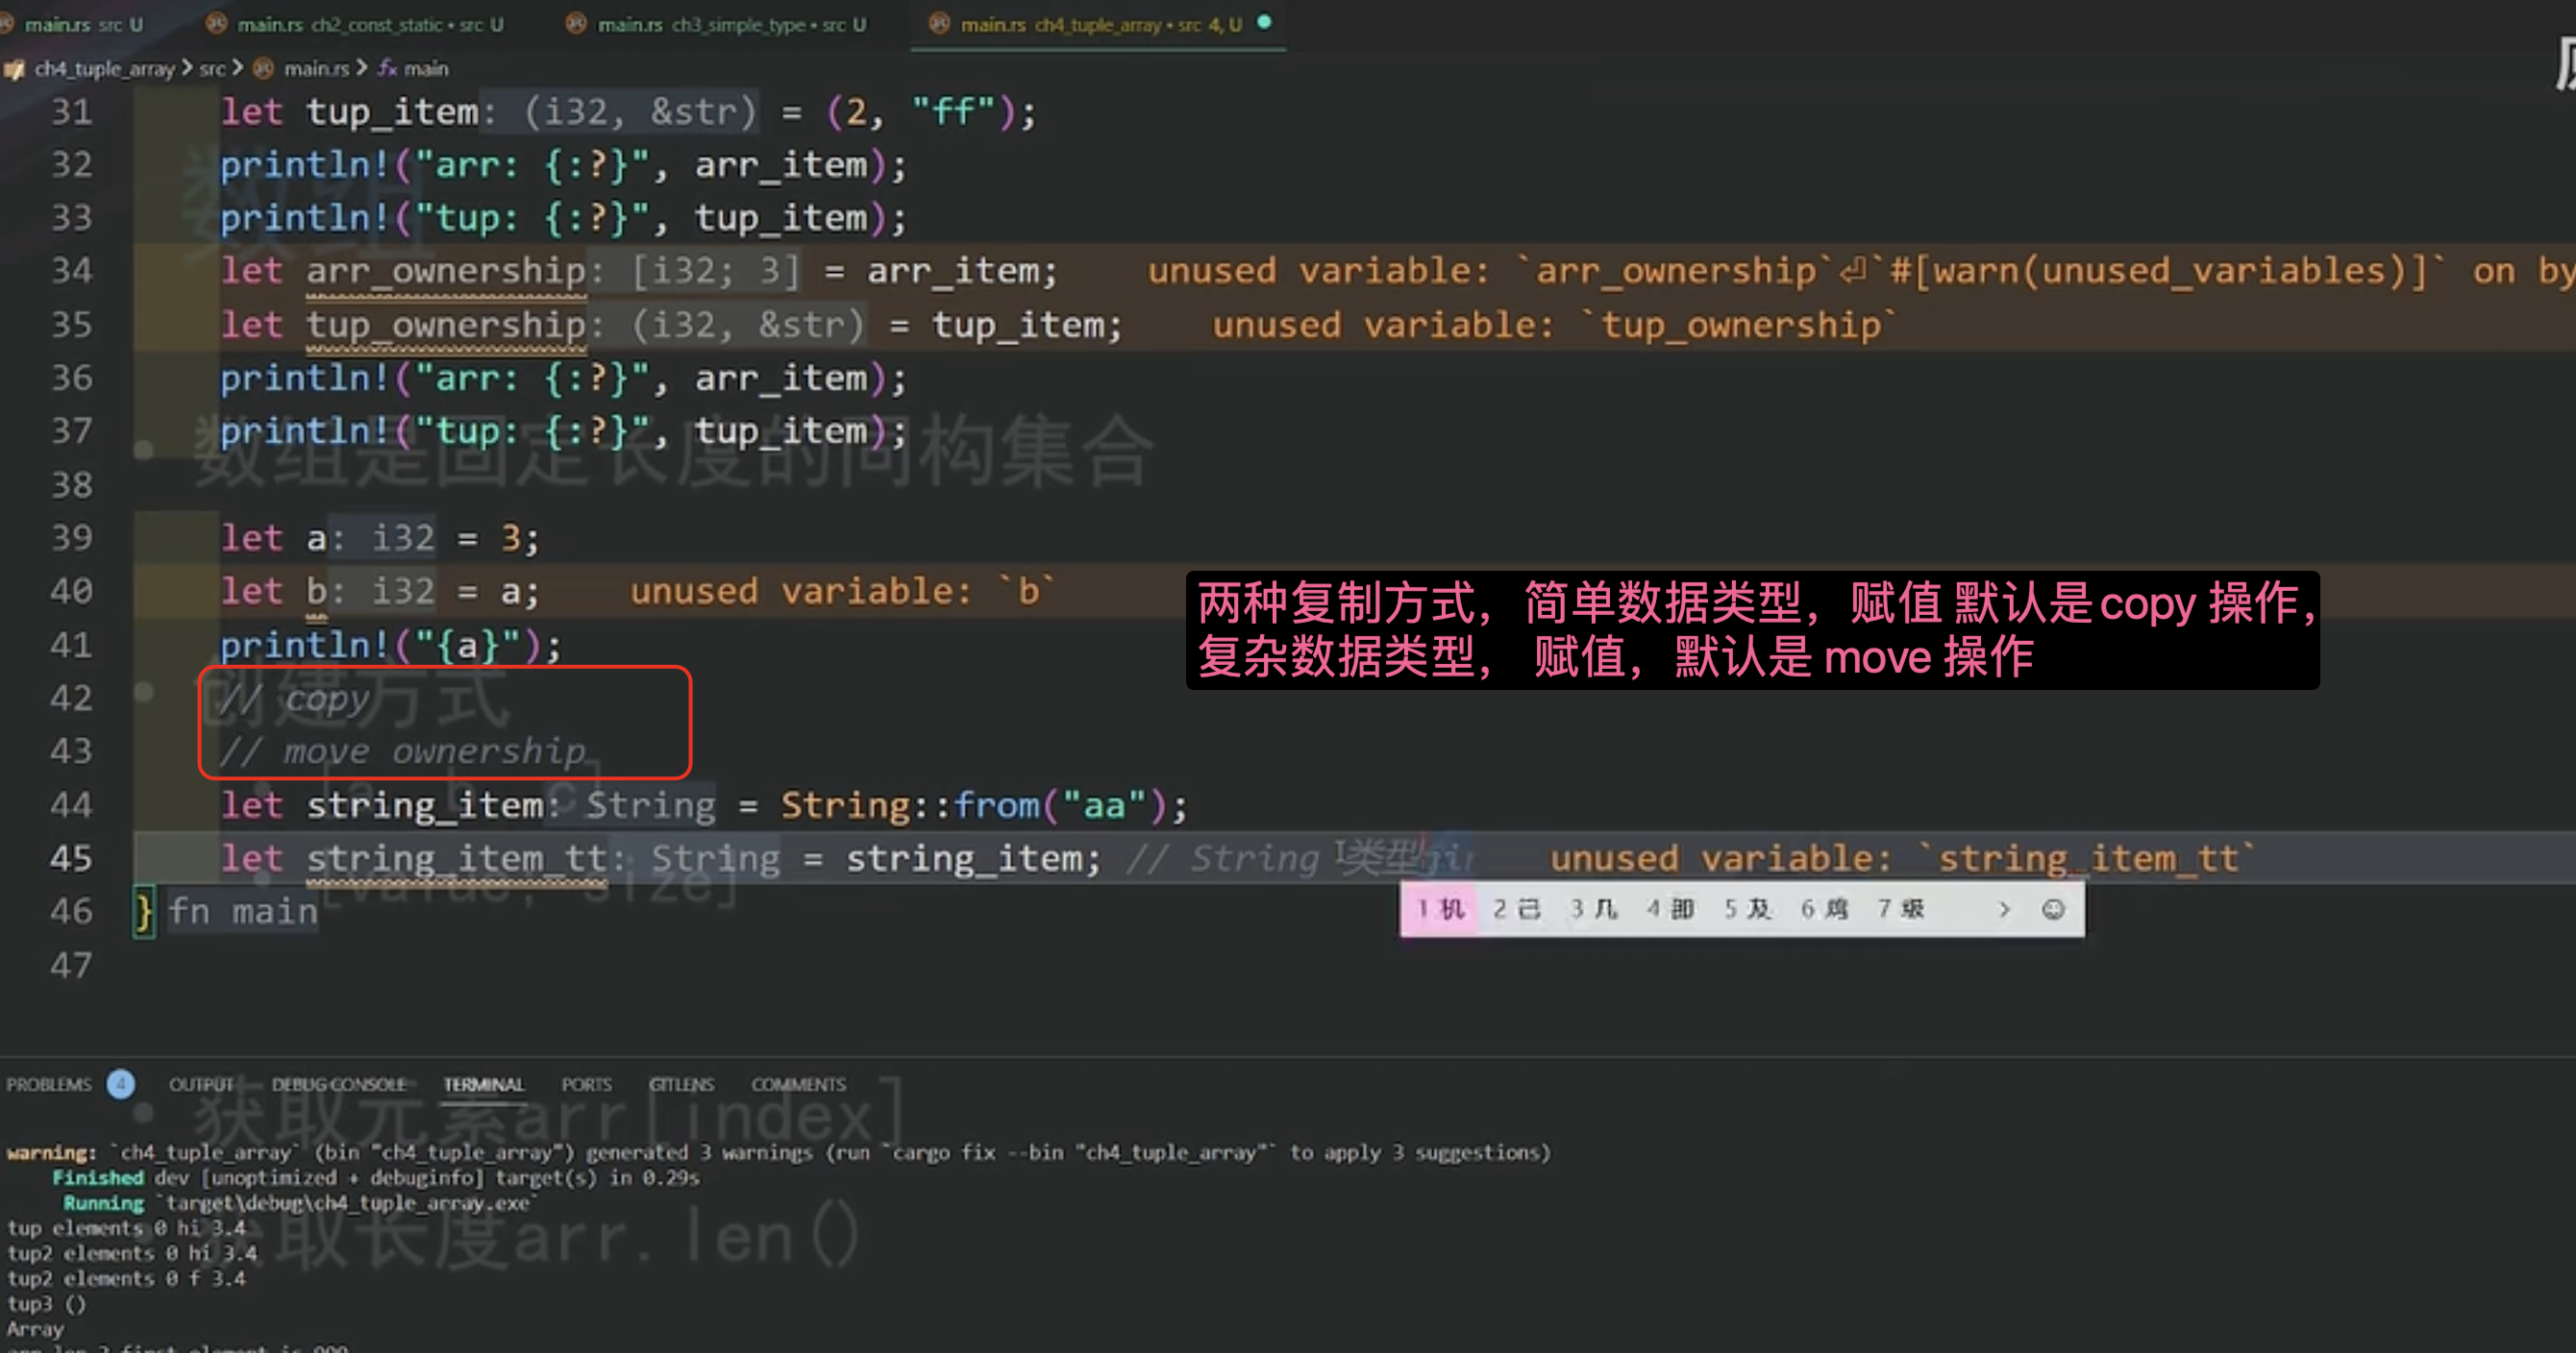 main.rs src U main.rs ch2_const_static • src U main.rs ch3_simple_type • src U main.rs ch4_tuple_array • src 4, U
ch4_tuple_array > src > main.rs > main
31 let tup_item: (i32, &str) = (2, "ff");
32 println!("arr: {:?}", arr_item);
33 println!("tup: {:?}", tup_item);
数组
34 let arr_ownership: [i32; 3] = arr_item; unused variable: `arr_ownership`⏎`#[warn(unused_variables)]` on by
35 let tup_ownership: (i32, &str) = tup_item; unused variable: `tup_ownership`
36 println!("arr: {:?}", arr_item);
37 println!("tup: {:?}", tup_item);
• 数组是固定长度的同构集合
38
39 let a: i32 = 3;
40 let b: i32 = a; unused variable: `b`
两种复制方式，简单数据类型，赋值 默认是copy 操作，
复杂数据类型， 赋值，默认是 move 操作
41 println!("{a}");
42 // copy
• 创建方式
43 // move ownership
44 let string_item: String = String::from("aa");
45 let string_item_tt: String = string_item; // String 类型 unused variable: `string_item_tt`
• [value, size]
1 机 2 己 3 几 4 即 5 及 6 鸡 7 级 >
46 } fn main
47
PROBLEMS 4 OUTPUT DEBUG CONSOLE TERMINAL PORTS GITLENS COMMENTS
• 获取元素arr[index]
warning: `ch4_tuple_array` (bin "ch4_tuple_array") generated 3 warnings (run `cargo fix --bin "ch4_tuple_array"` to apply 3 suggestions)
Finished dev [unoptimized + debuginfo] target(s) in 0.29s
Running `target\debug\ch4_tuple_array.exe`
tup elements 0 hi 3.4
• 获取长度arr.len()
tup2 elements 0 hi 3.4
tup2 elements 0 f 3.4
tup3 ()
Array